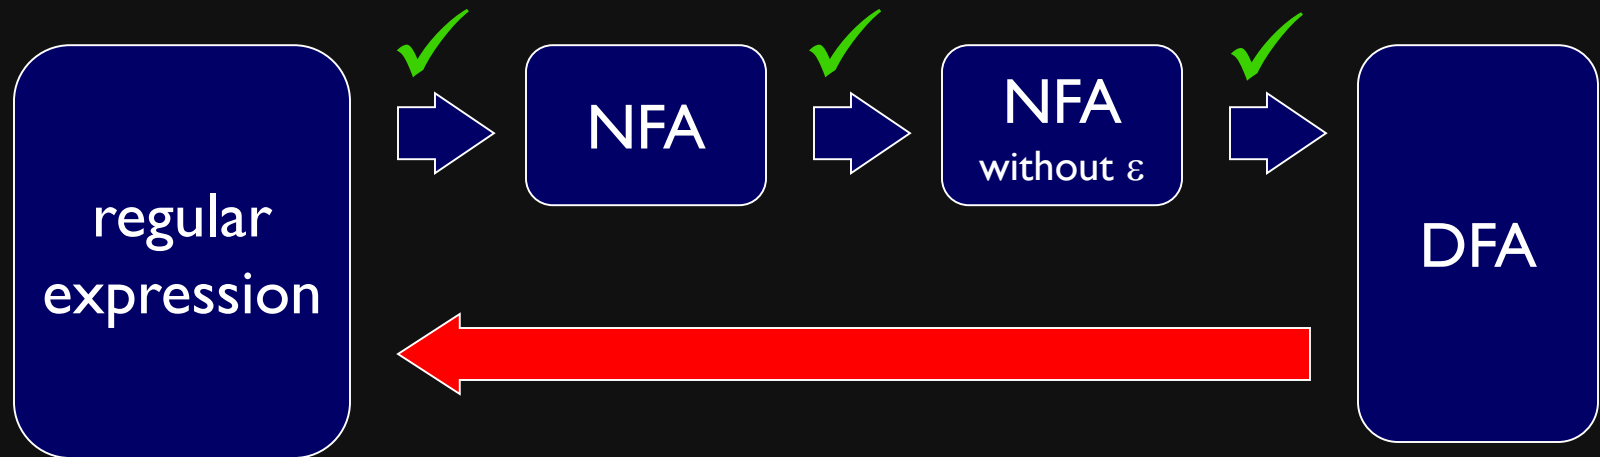 regular
expression
NFA
NFA
without ε
DFA